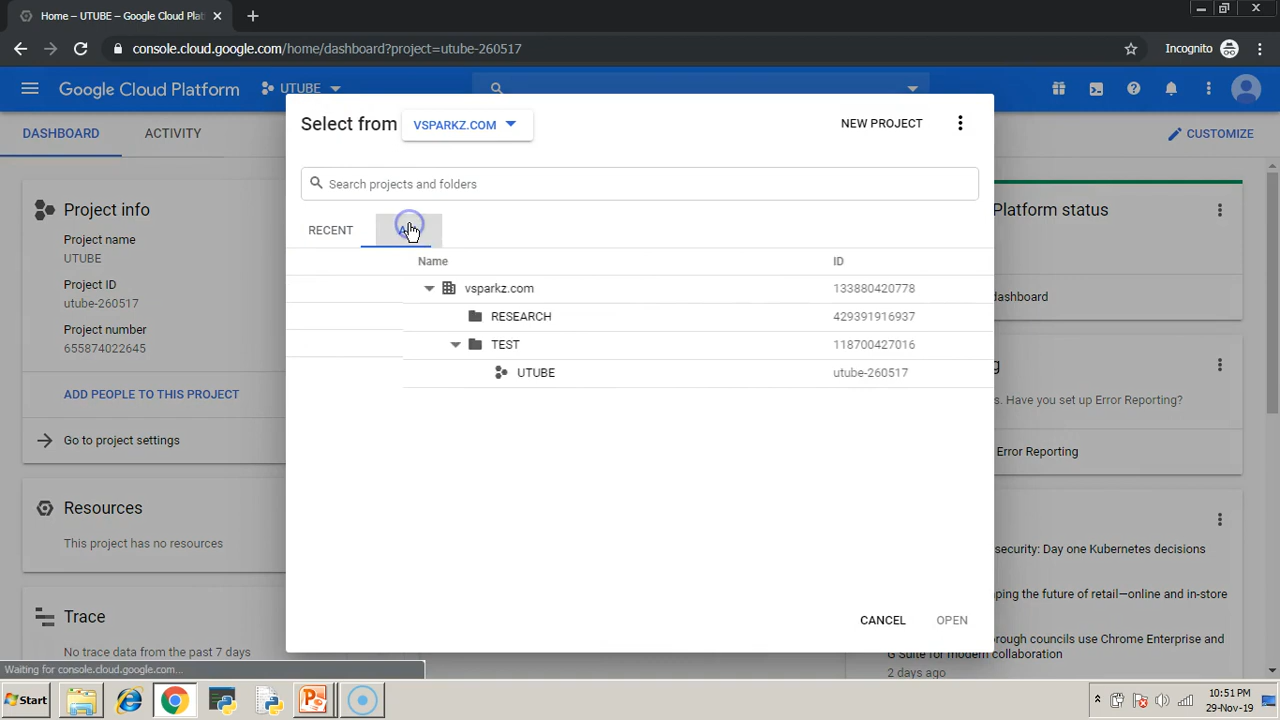 Home – UTUBE – Google Cloud Plat
console.cloud.google.com/home/dashboard?project=utube-260517
Incognito
Google Cloud Platform
UTUBE
DASHBOARD
ACTIVITY
CUSTOMIZE
Select from
VSPARKZ.COM
NEW PROJECT
Search projects and folders
RECENT
Name
ID
vsparkz.com
133880420778
RESEARCH
429391916937
TEST
118700427016
UTUBE
utube-260517
CANCEL
OPEN
Project info
Project name
UTUBE
Project ID
utube-260517
Project number
655874022645
ADD PEOPLE TO THIS PROJECT
Go to project settings
Resources
This project has no resources
Trace
No trace data from the past 7 days
Platform status
dashboard
. Have you set up Error Reporting?
Error Reporting
security: Day one Kubernetes decisions
ping the future of retail—online and in-store
rough councils use Chrome Enterprise and
G Suite for modern collaboration
2 days ago
Waiting for console.cloud.google.com...
Start
10:51 PM
29-Nov-19